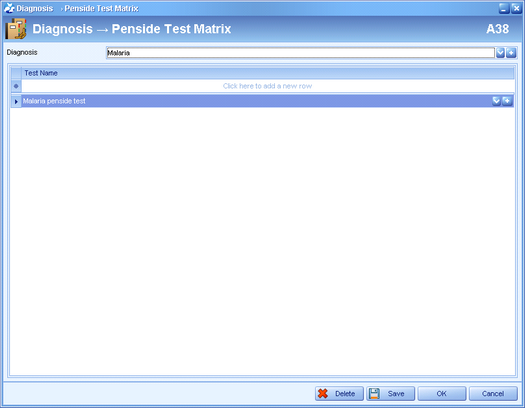 Diagnosis → Penside Test Matrix
Diagnosis → Penside Test Matrix A38
Diagnosis Malaria
Test Name
Click here to add a new row
Malaria penside test
Delete Save OK Cancel